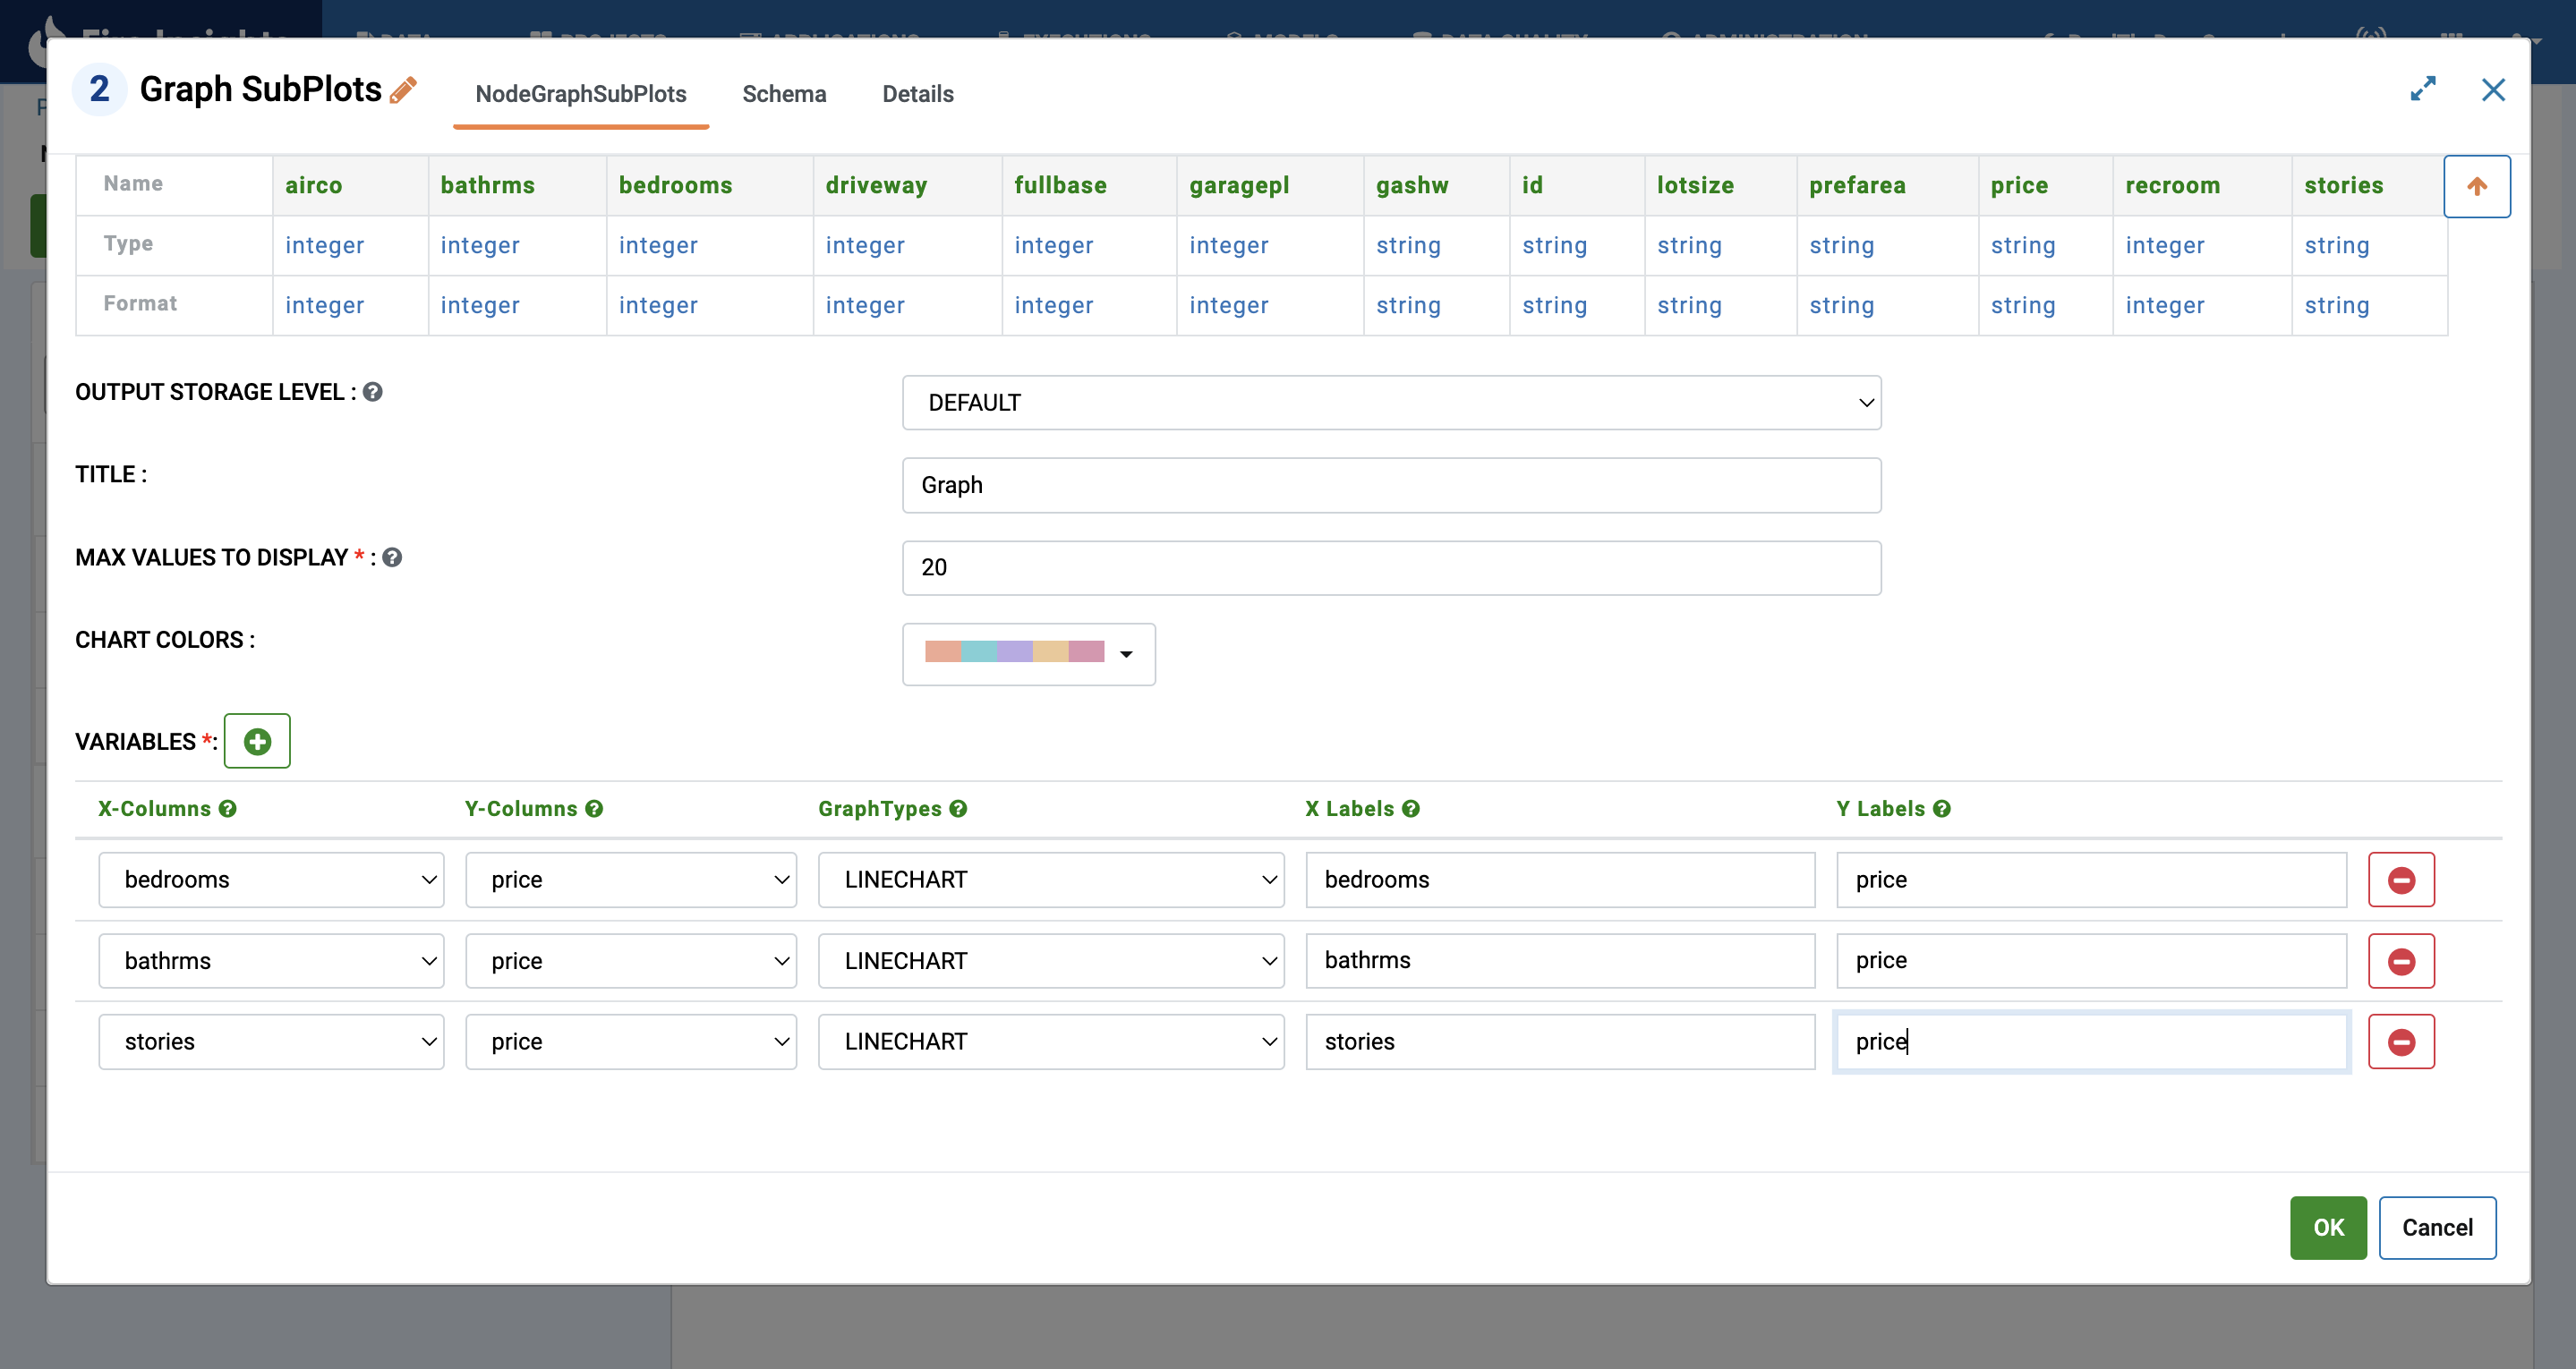 2 Graph SubPlots NodeGraphSubPlots Schema Details
Name airco bathrms bedrooms driveway fullbase garagepl gashw id lotsize prefarea price recroom stories
Type integer integer integer integer integer integer string string string string string integer string
Format integer integer integer integer integer integer string string string string string integer string
OUTPUT STORAGE LEVEL : DEFAULT
TITLE : Graph
MAX VALUES TO DISPLAY * : 20
CHART COLORS :
VARIABLES *:
X-Columns Y-Columns GraphTypes X Labels Y Labels
bedrooms price LINECHART bedrooms price
bathrms price LINECHART bathrms price
stories price LINECHART stories price
OK Cancel